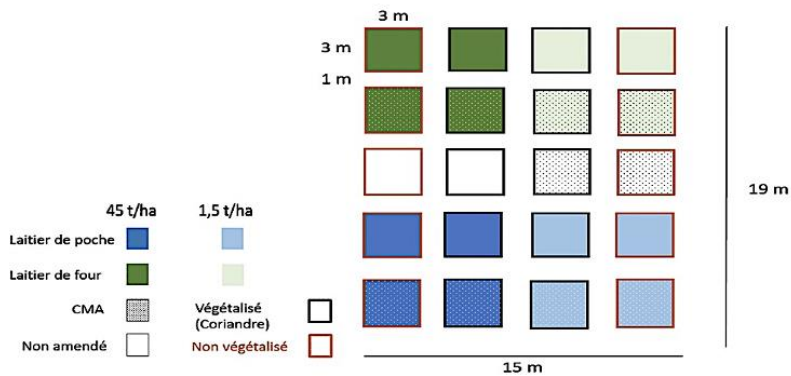 3 m
3 m
1 m
19 m
45 t/ha 1,5 t/ha
Laitier de poche
Laitier de four
CMA
Végétalisé
(Coriandre)
Non amendé
Non végétalisé
15 m